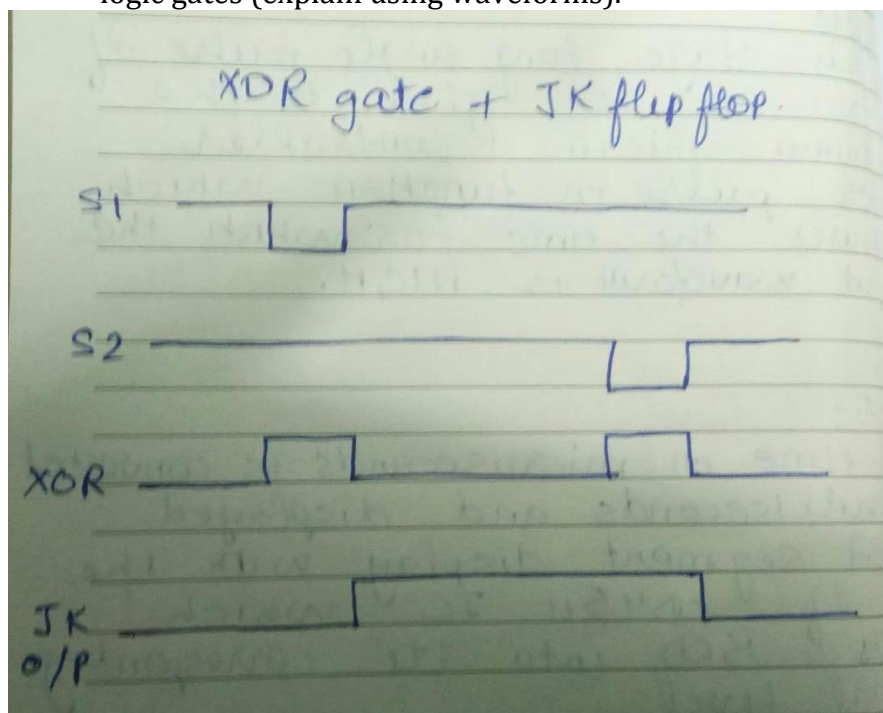 logic gates (explain using waveforms).
XOR gate + JK flip flop.
S1
S2
XOR
JK
O/P